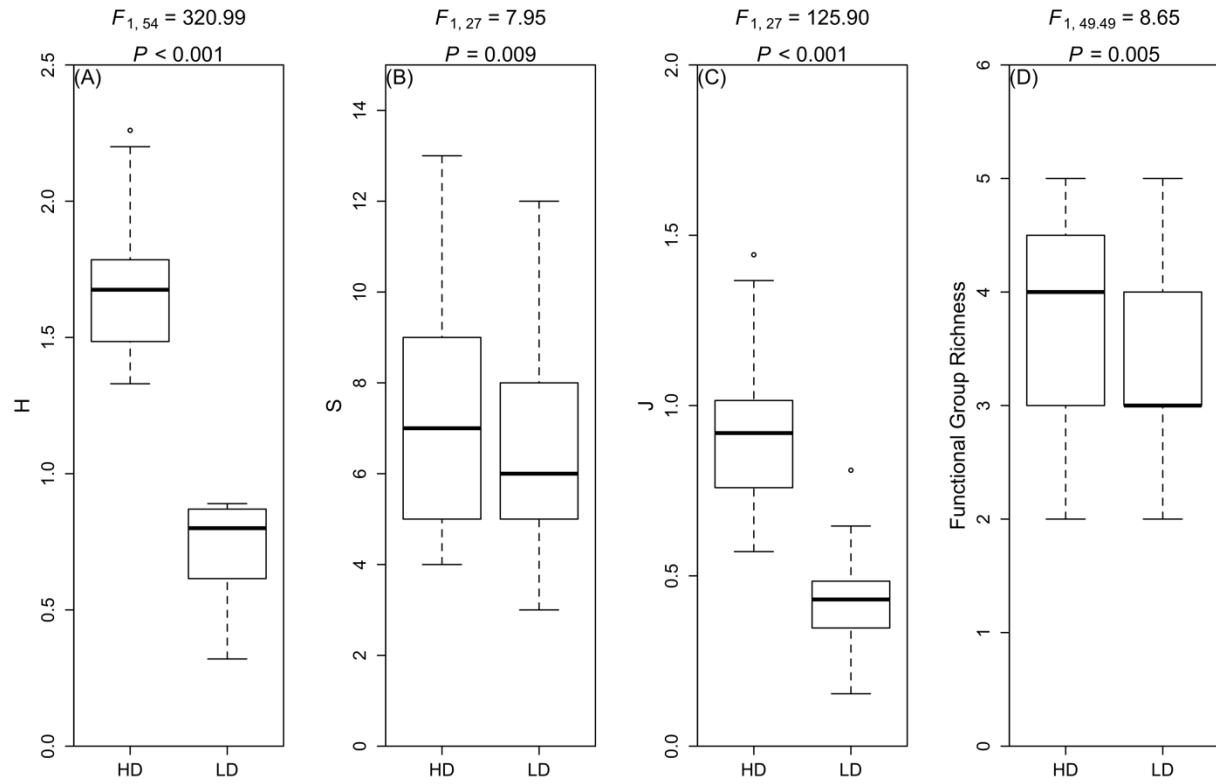 F1, 54 = 320.99
P < 0.001
F1, 27 = 7.95
P = 0.009
F1, 27 = 125.90
P < 0.001
F1, 49.49 = 8.65
P = 0.005
(A)
H
2.5
2.0
1.5
1.0
0.5
0.0
HD
LD
(B)
S
14
12
10
8
6
4
2
0
HD
LD
(C)
J
2.0
1.5
1.0
0.5
0.0
HD
LD
(D)
Functional Group Richness
6
5
4
3
2
1
0
HD
LD